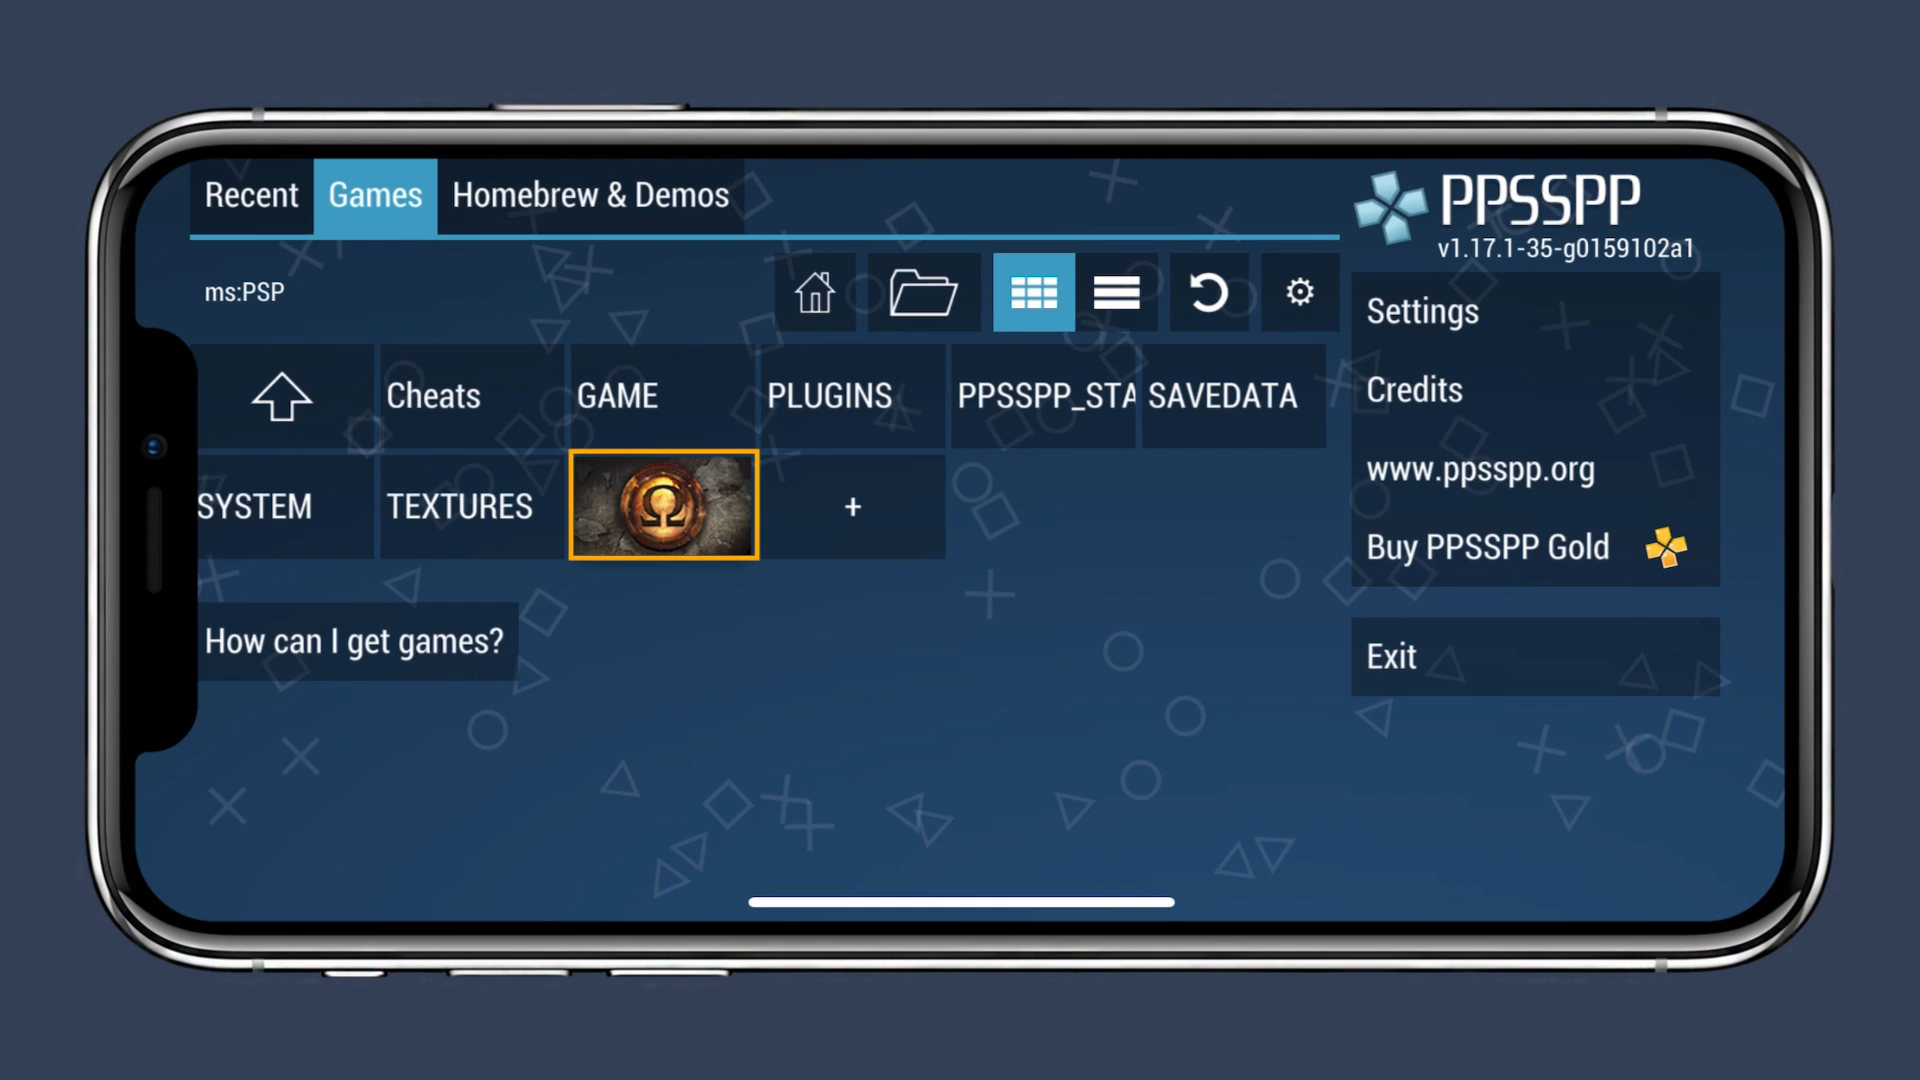 Recent Games Homebrew & Demos
PPSSPP
v1.17.1-35-g0159102a1
ms:PSP
Settings
Cheats GAME PLUGINS PPSSPP_STA SAVEDATA
Credits
www.ppsspp.org
SYSTEM TEXTURES Ω +
Buy PPSSPP Gold
How can I get games?
Exit